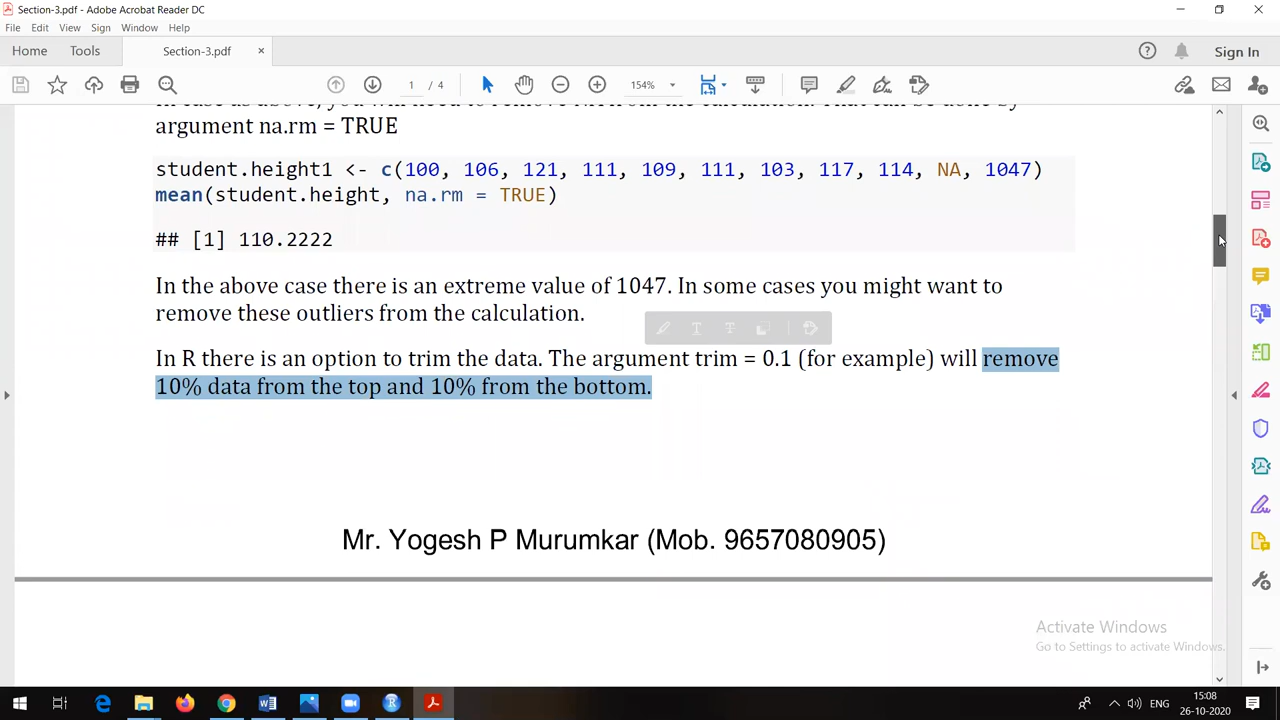 Section-3.pdf - Adobe Acrobat Reader DC
File Edit View Sign Window Help
Home Tools Section-3.pdf × Sign In
1 / 4 154%
argument na.rm = TRUE
student.height1 <- c(100, 106, 121, 111, 109, 111, 103, 117, 114, NA, 1047)
mean(student.height, na.rm = TRUE)
## [1] 110.2222
In the above case there is an extreme value of 1047. In some cases you might want to
remove these outliers from the calculation.
In R there is an option to trim the data. The argument trim = 0.1 (for example) will remove
10% data from the top and 10% from the bottom.
Mr. Yogesh P Murumkar (Mob. 9657080905)
Activate Windows
Go to Settings to activate Windows.
ENG
15:08
26-10-2020